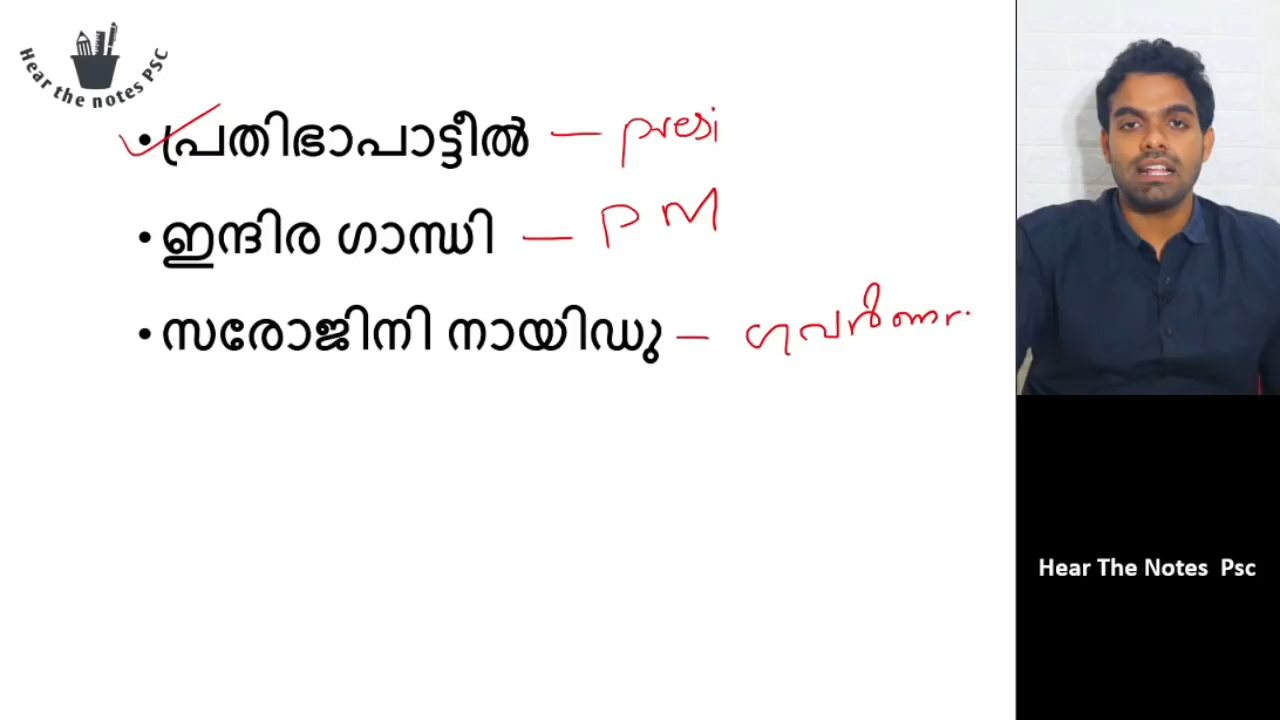 Hear the notes PSC
• പ്രതിഭാപാട്ടീൽ — presi
• ഇന്ദിര ഗാന്ധി — PM
• സരോജിനി നായിഡു — ഗവർണർ
Hear The Notes Psc